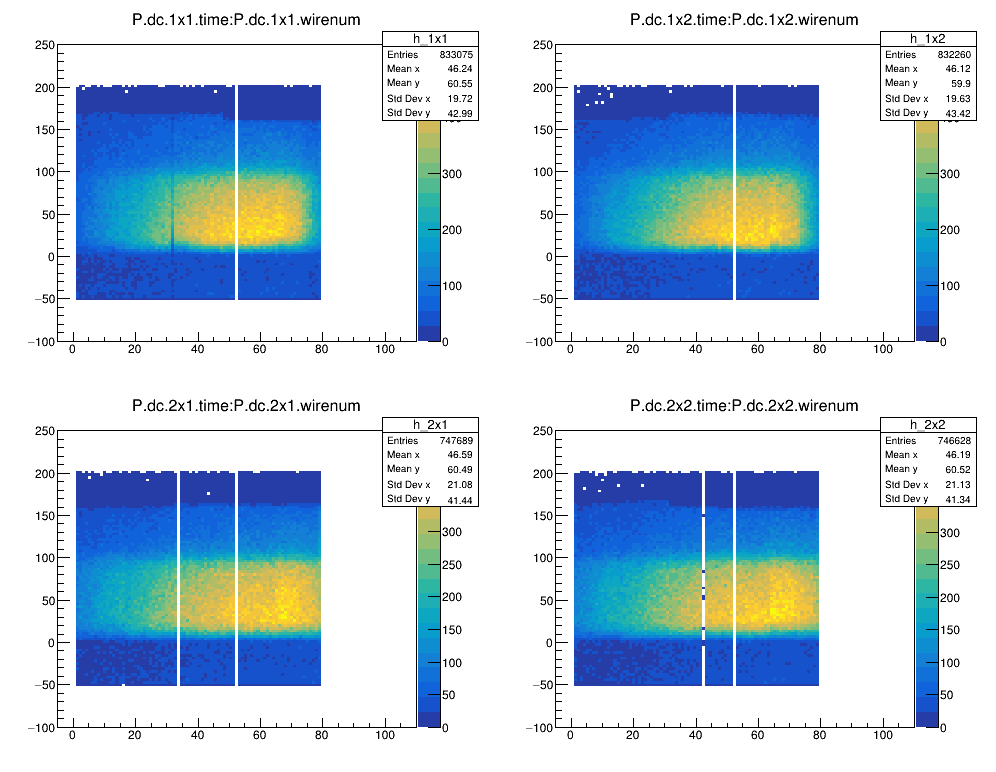 P.dc.1x1.time:P.dc.1x1.wirenum
h_1x1
Entries 833075
Mean x 46.24
Mean y 60.55
Std Dev x 19.72
Std Dev y 42.99
250
200
150
100
50
0
−50
−100
0 20 40 60 80 100
300
200
100
0
P.dc.1x2.time:P.dc.1x2.wirenum
h_1x2
Entries 832260
Mean x 46.12
Mean y 59.9
Std Dev x 19.63
Std Dev y 43.42
250
200
150
100
50
0
−50
−100
0 20 40 60 80 100
300
200
100
0
P.dc.2x1.time:P.dc.2x1.wirenum
h_2x1
Entries 747689
Mean x 46.59
Mean y 60.49
Std Dev x 21.08
Std Dev y 41.44
250
200
150
100
50
0
−50
−100
0 20 40 60 80 100
300
250
200
150
100
50
0
P.dc.2x2.time:P.dc.2x2.wirenum
h_2x2
Entries 746628
Mean x 46.19
Mean y 60.52
Std Dev x 21.13
Std Dev y 41.34
250
200
150
100
50
0
−50
−100
0 20 40 60 80 100
300
250
200
150
100
50
0